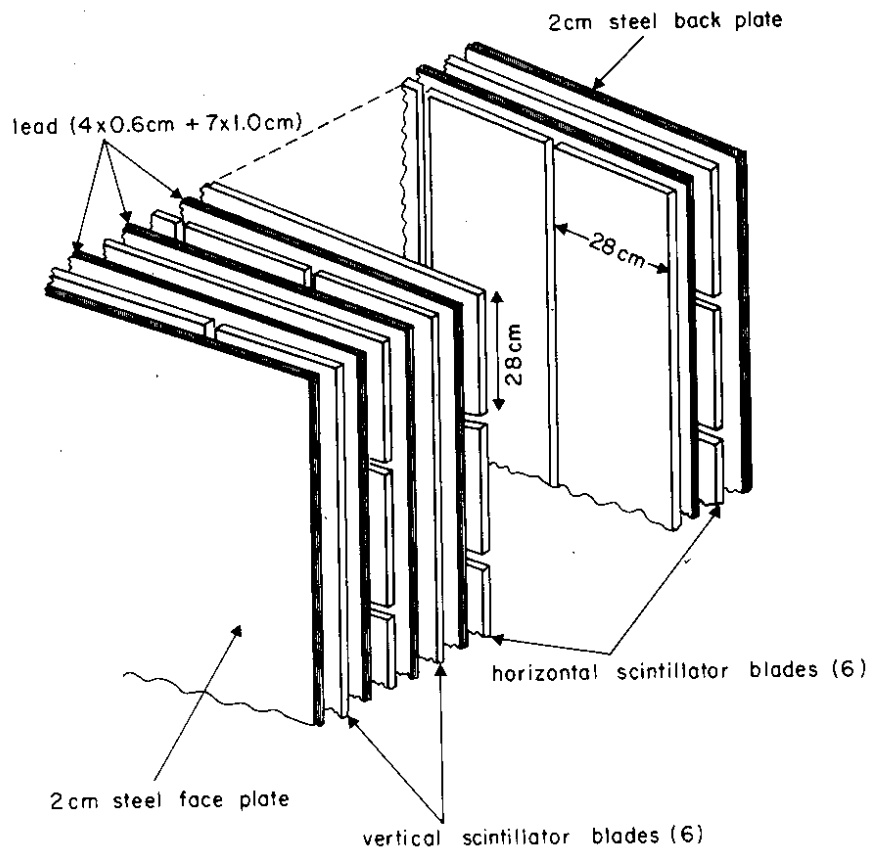 2cm steel back plate
lead (4x0.6cm + 7x1.0cm)
28cm
28cm
horizontal scintillator blades (6)
2cm steel face plate
vertical scintillator blades (6)